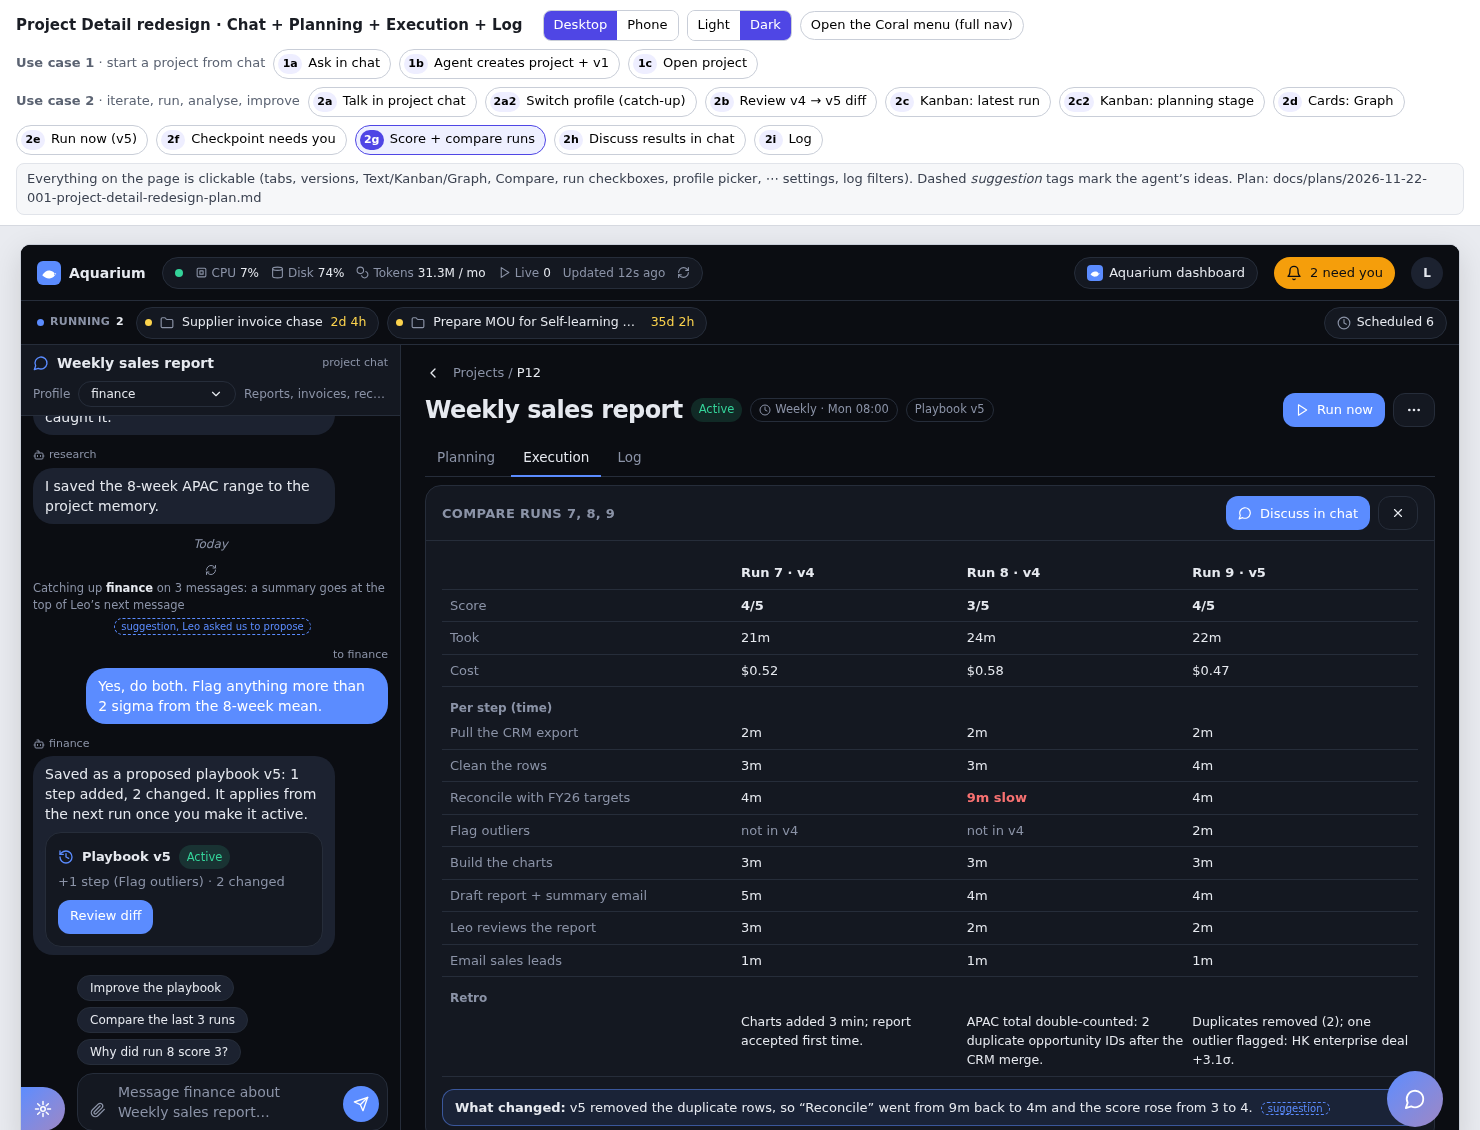 Project Detail redesign · Chat + Planning + Execution + Log
Desktop Phone Light Dark Open the Coral menu (full nav)
Use case 1 · start a project from chat 1a Ask in chat 1b Agent creates project + v1 1c Open project
Use case 2 · iterate, run, analyse, improve 2a Talk in project chat 2a2 Switch profile (catch-up) 2b Review v4 → v5 diff 2c Kanban: latest run 2c2 Kanban: planning stage 2d Cards: Graph
2e Run now (v5) 2f Checkpoint needs you 2g Score + compare runs 2h Discuss results in chat 2i Log
Everything on the page is clickable (tabs, versions, Text/Kanban/Graph, Compare, run checkboxes, profile picker, ··· settings, log filters). Dashed suggestion tags mark the agent’s ideas. Plan: docs/plans/2026-11-22-
001-project-detail-redesign-plan.md
Aquarium CPU 7% Disk 74% Tokens 31.3M / mo Live 0 Updated 12s ago Aquarium dashboard 2 need you L
RUNNING 2 Supplier invoice chase 2d 4h Prepare MOU for Self-learning ... 35d 2h Scheduled 6
Weekly sales report project chat
Profile finance Reports, invoices, rec...
caught it.
research
I saved the 8-week APAC range to the
project memory.
Today
Catching up finance on 3 messages: a summary goes at the
top of Leo’s next message
suggestion, Leo asked us to propose
to finance
Yes, do both. Flag anything more than
2 sigma from the 8-week mean.
finance
Saved as a proposed playbook v5: 1
step added, 2 changed. It applies from
the next run once you make it active.
Playbook v5 Active
+1 step (Flag outliers) · 2 changed
Review diff
Improve the playbook
Compare the last 3 runs
Why did run 8 score 3?
Message finance about
Weekly sales report...
Projects / P12
Weekly sales report Active Weekly · Mon 08:00 Playbook v5 Run now ···
Planning Execution Log
COMPARE RUNS 7, 8, 9 Discuss in chat ×
Run 7 · v4 Run 8 · v4 Run 9 · v5
Score 4/5 3/5 4/5
Took 21m 24m 22m
Cost $0.52 $0.58 $0.47
Per step (time)
Pull the CRM export 2m 2m 2m
Clean the rows 3m 3m 4m
Reconcile with FY26 targets 4m 9m slow 4m
Flag outliers not in v4 not in v4 2m
Build the charts 3m 3m 3m
Draft report + summary email 5m 4m 4m
Leo reviews the report 3m 2m 2m
Email sales leads 1m 1m 1m
Retro
Charts added 3 min; report APAC total double-counted: 2 Duplicates removed (2); one
accepted first time. duplicate opportunity IDs after the outlier flagged: HK enterprise deal
CRM merge. +3.1σ.
What changed: v5 removed the duplicate rows, so “Reconcile” went from 9m back to 4m and the score rose from 3 to 4. suggestion